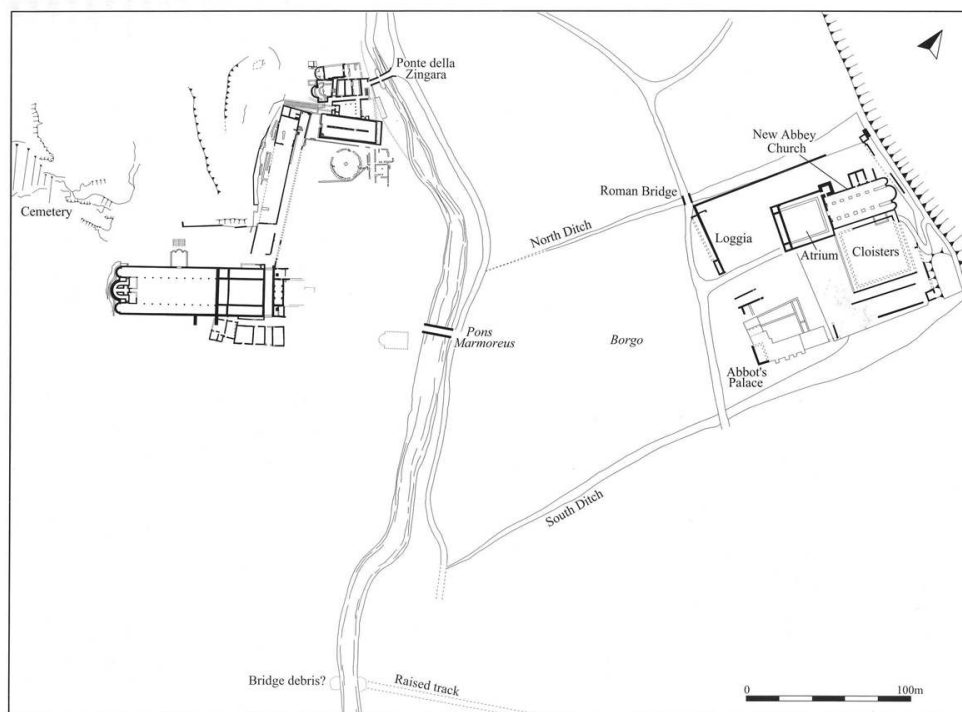 Ponte della
Zingara
New Abbey
Church
Cemetery
Roman Bridge
North Ditch
Loggia
Atrium
Cloisters
Pons
Marmoreus
Borgo
Abbot's
Palace
South Ditch
Bridge debris?
Raised track
0
100m